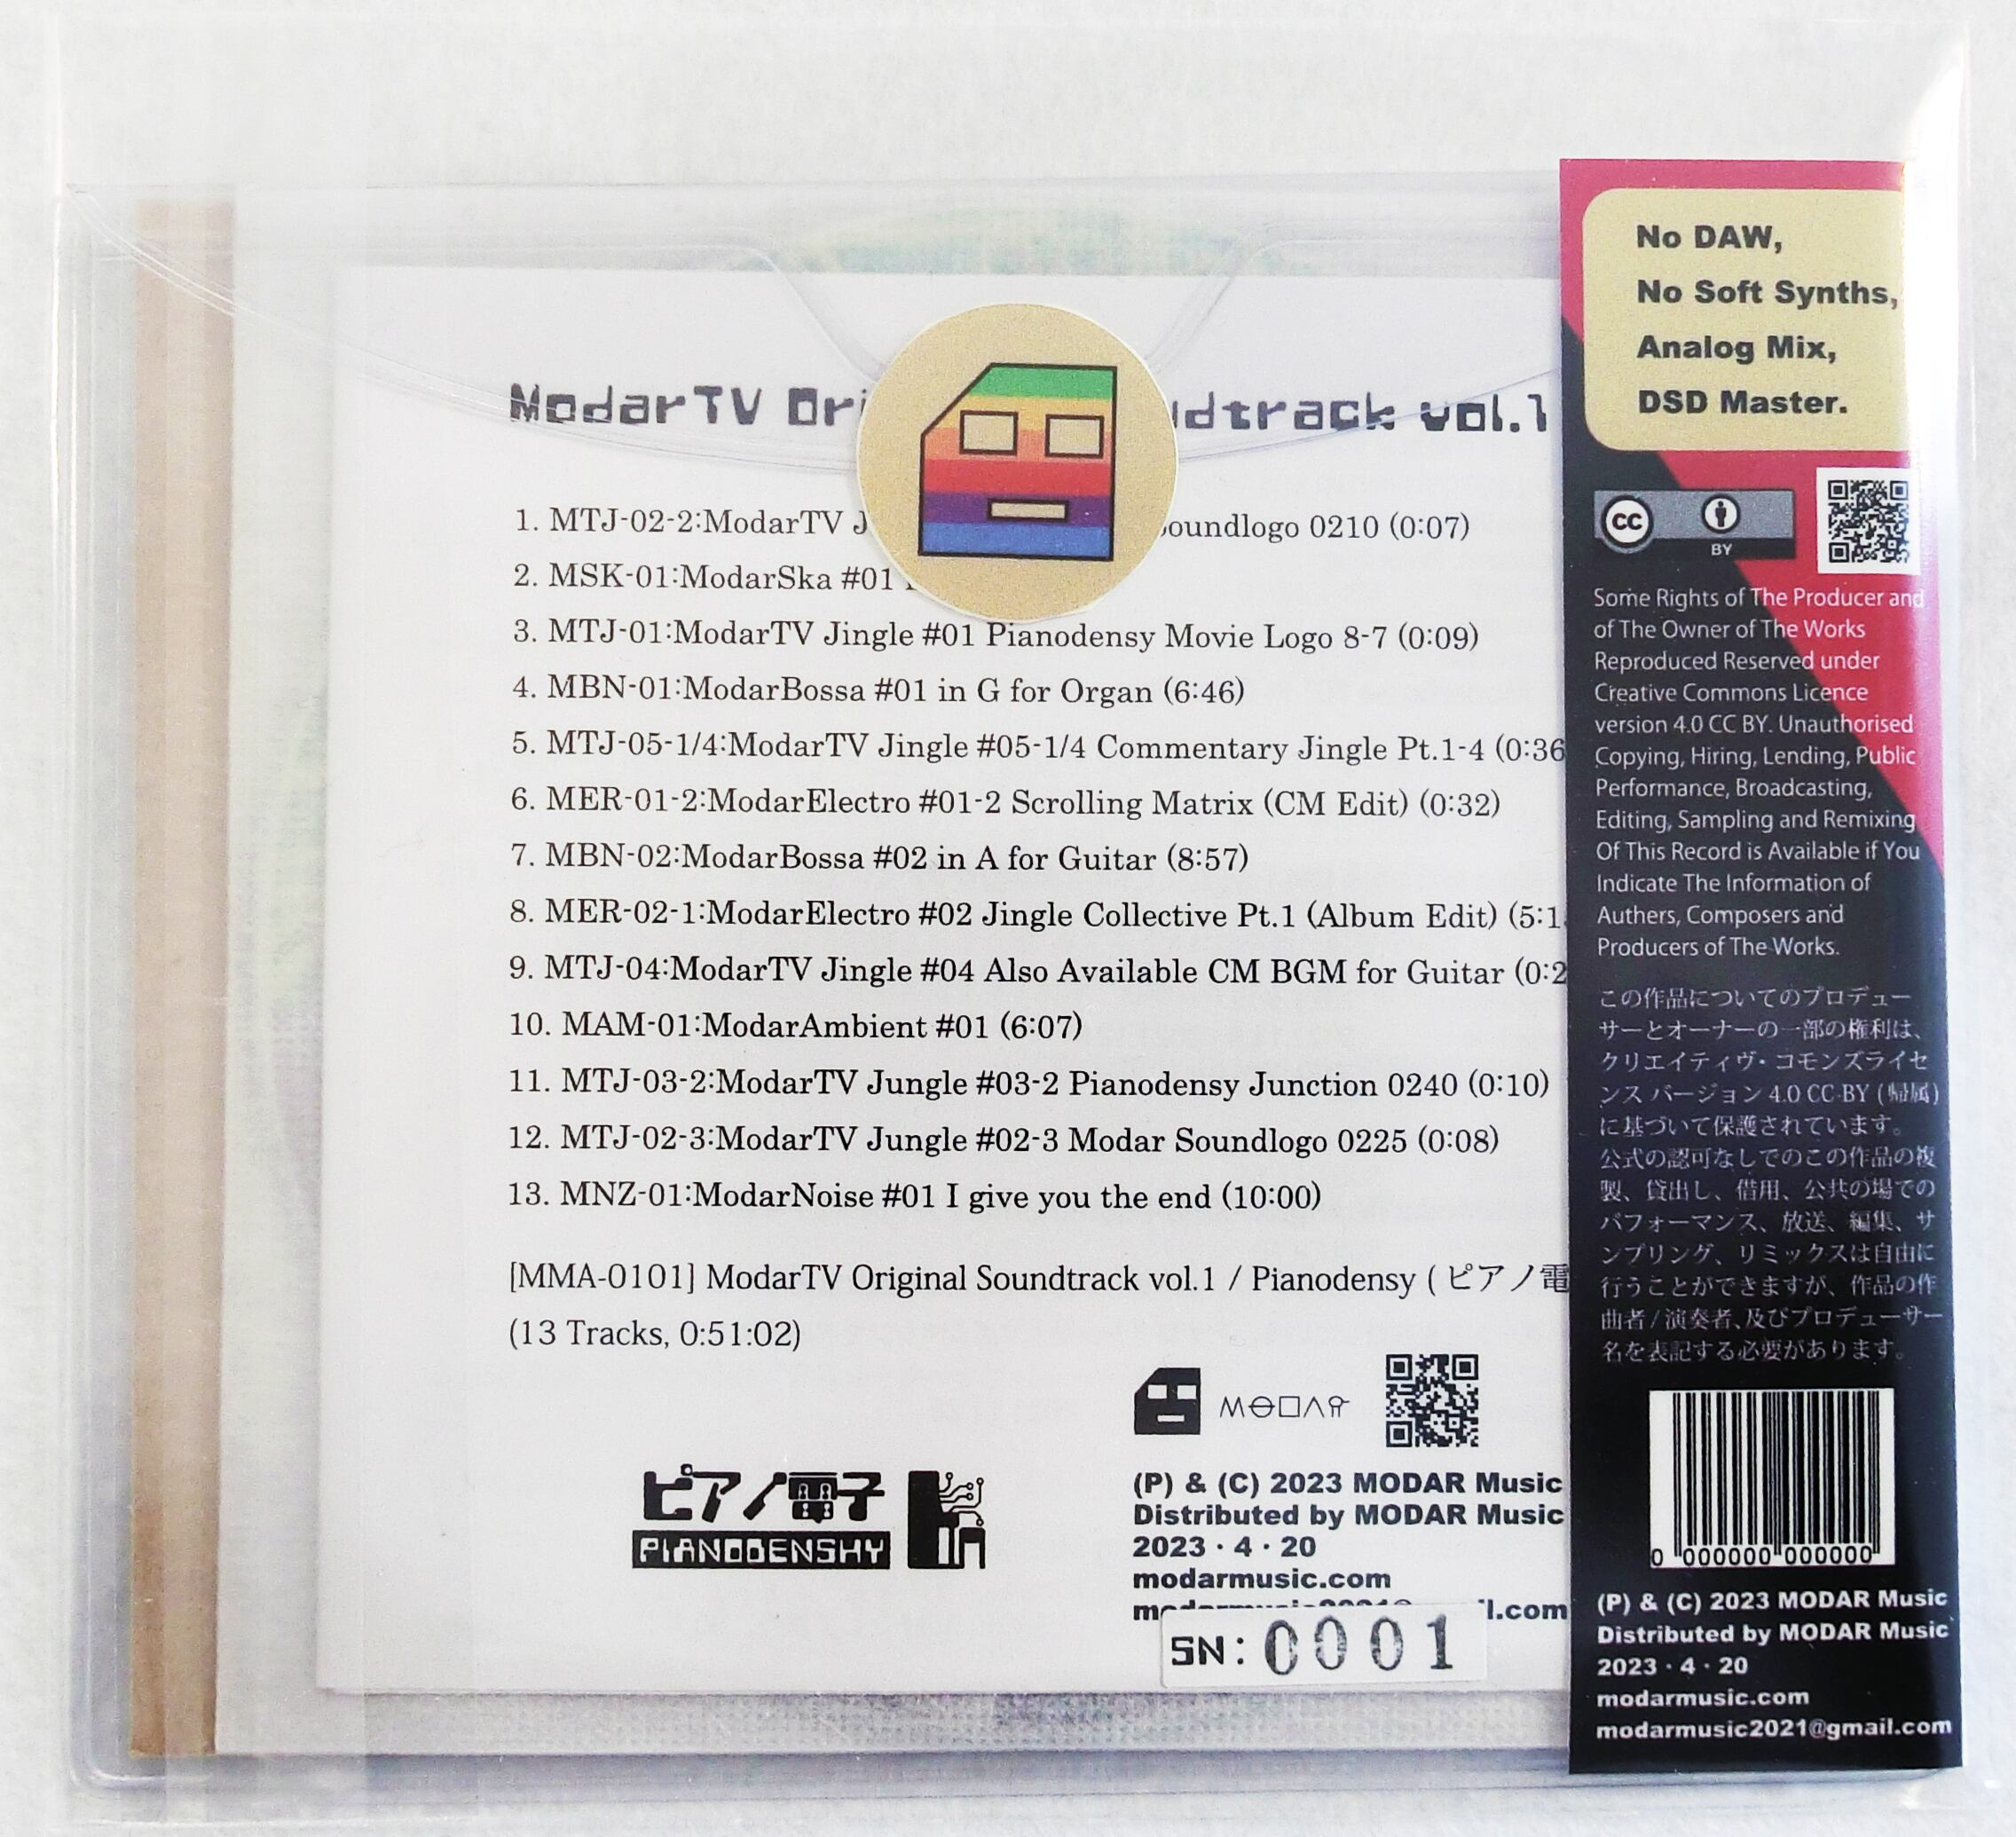 ModarTV Ori
dtrack vol.1
1. MTJ-02-2:ModarTV J
oundlogo 0210 (0:07)
2. MSK-01:ModarSka #01
3. MTJ-01:ModarTV Jingle #01 Pianodensy Movie Logo 8-7 (0:09)
4. MBN-01:ModarBossa #01 in G for Organ (6:46)
5. MTJ-05-1/4:ModarTV Jingle #05-1/4 Commentary Jingle Pt.1-4 (0:36
6. MER-01-2:ModarElectro #01-2 Scrolling Matrix (CM Edit) (0:32)
7. MBN-02:ModarBossa #02 in A for Guitar (8:57)
8. MER-02-1:ModarElectro #02 Jingle Collective Pt.1 (Album Edit) (5:1
9. MTJ-04:ModarTV Jingle #04 Also Available CM BGM for Guitar (0:2
10. MAM-01:ModarAmbient #01 (6:07)
11. MTJ-03-2:ModarTV Jungle #03-2 Pianodensy Junction 0240 (0:10)
12. MTJ-02-3:ModarTV Jungle #02-3 Modar Soundlogo 0225 (0:08)
13. MNZ-01:ModarNoise #01 I give you the end (10:00)
[MMA-0101] ModarTV Original Soundtrack vol.1 / Pianodensy ( ピアノ電
(13 Tracks, 0:51:02)
MODAR
ピアノ電子
PIANODENSHY
(P) & (C) 2023 MODAR Music
Distributed by MODAR Music
2023・4・20
modarmusic.com
l.com
SN: 0001
No DAW,
No Soft Synths,
Analog Mix,
DSD Master.
CC
BY
Some Rights of The Producer and
of The Owner of The Works
Reproduced Reserved under
Creative Commons Licence
version 4.0 CC BY. Unauthorised
Copying, Hiring, Lending, Public
Performance, Broadcasting,
Editing, Sampling and Remixing
Of This Record is Available if You
Indicate The Information of
Authers, Composers and
Producers of The Works.
この作品についてのプロデュー
サーとオーナーの一部の権利は、
クリエイティヴ・コモンズライセ
ンス バージョン 4.0 CC-BY (帰属)
に基づいて保護されています。
公式の認可なしでのこの作品の複
製、貸出し、借用、公共の場での
パフォーマンス、放送、編集、サ
ンプリング、リミックスは自由に
行うことができますが、作品の作
曲者/演奏者、及びプロデューサー
名を表記する必要があります。
0 000000 000000
(P) & (C) 2023 MODAR Music
Distributed by MODAR Music
2023・4・20
modarmusic.com
modarmusic2021@gmail.com